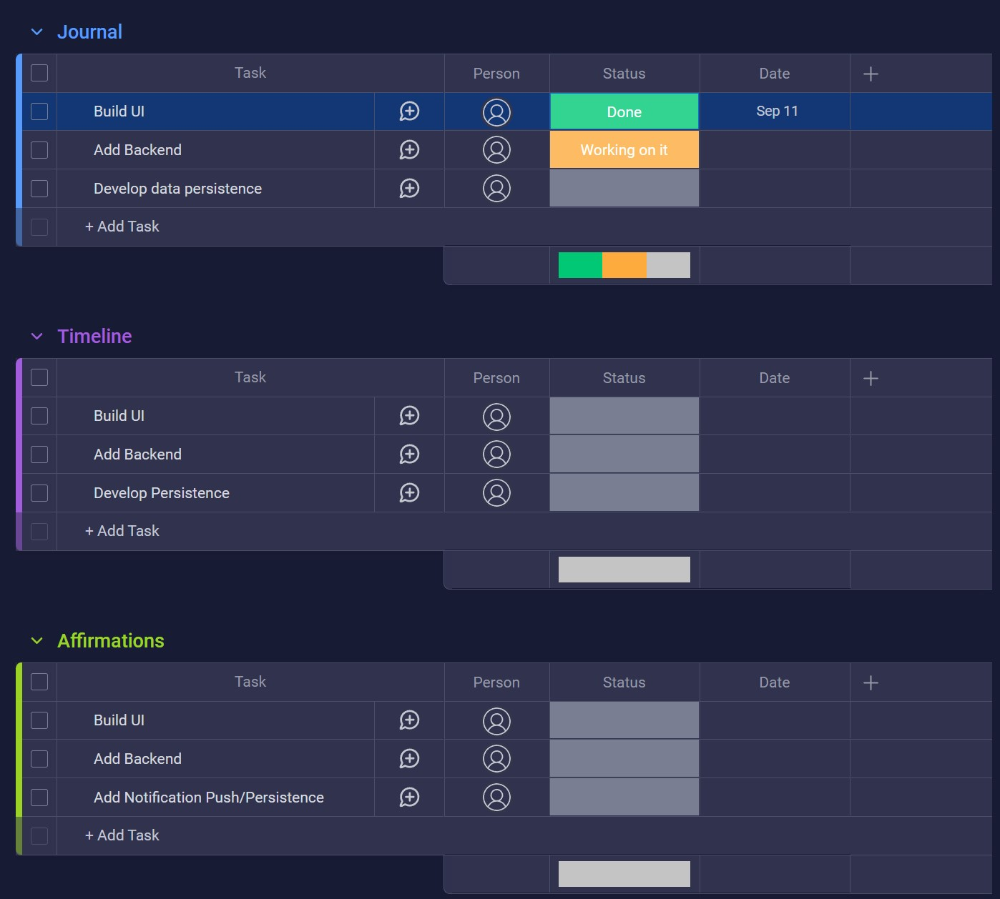 Journal
Task Person Status Date
Build UI Done Sep 11
Add Backend Working on it
Develop data persistence
+ Add Task
Timeline
Task Person Status Date
Build UI
Add Backend
Develop Persistence
+ Add Task
Affirmations
Task Person Status Date
Build UI
Add Backend
Add Notification Push/Persistence
+ Add Task